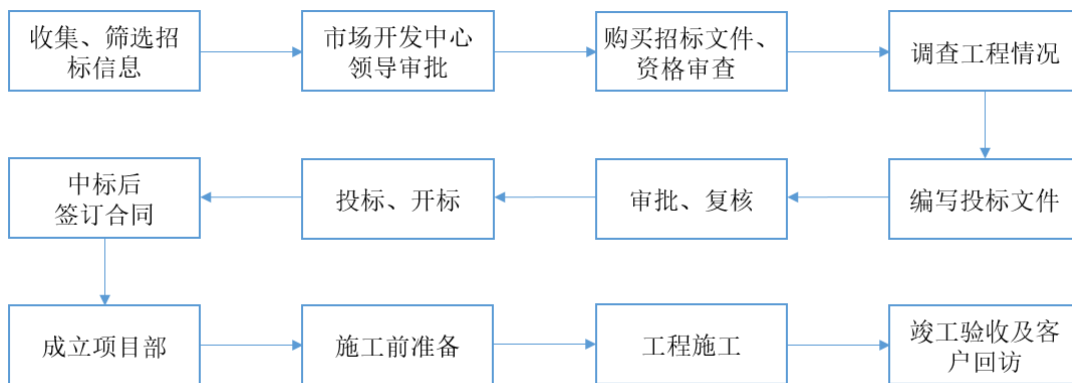 收集、筛选招
标信息
市场开发中心
领导审批
购买招标文件、
资格审查
调查工程情况
编写投标文件
审批、复核
投标、开标
中标后
签订合同
成立项目部
施工前准备
工程施工
竣工验收及客
户回访